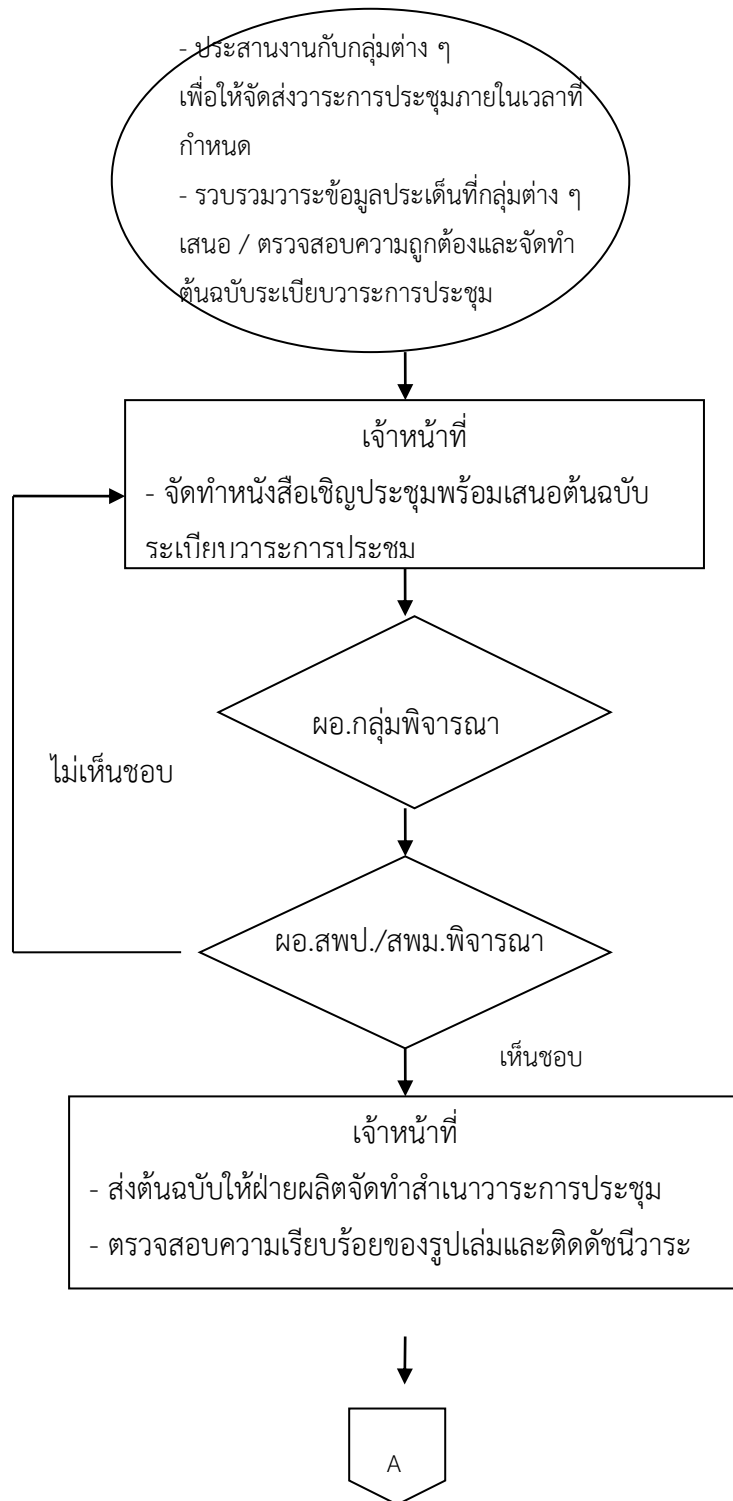 - ประสานงานกับกลุ่มต่าง ๆ
เพื่อให้จัดส่งวาระการประชุมภายในเวลาที่
กำหนด
- รวบรวมวาระข้อมูลประเด็นที่กลุ่มต่าง ๆ
เสนอ / ตรวจสอบความถูกต้องและจัดทำ
ต้นฉบับระเบียบวาระการประชุม
เจ้าหน้าที่
- จัดทำหนังสือเชิญประชุมพร้อมเสนอต้นฉบับ
ระเบียบวาระการประชุม
ผอ.กลุ่มพิจารณา
ไม่เห็นชอบ
ผอ.สพป./สพม.พิจารณา
เห็นชอบ
เจ้าหน้าที่
- ส่งต้นฉบับให้ฝ่ายผลิตจัดทำสำเนาวาระการประชุม
- ตรวจสอบความเรียบร้อยของรูปเล่มและติดดัชนีวาระ
A